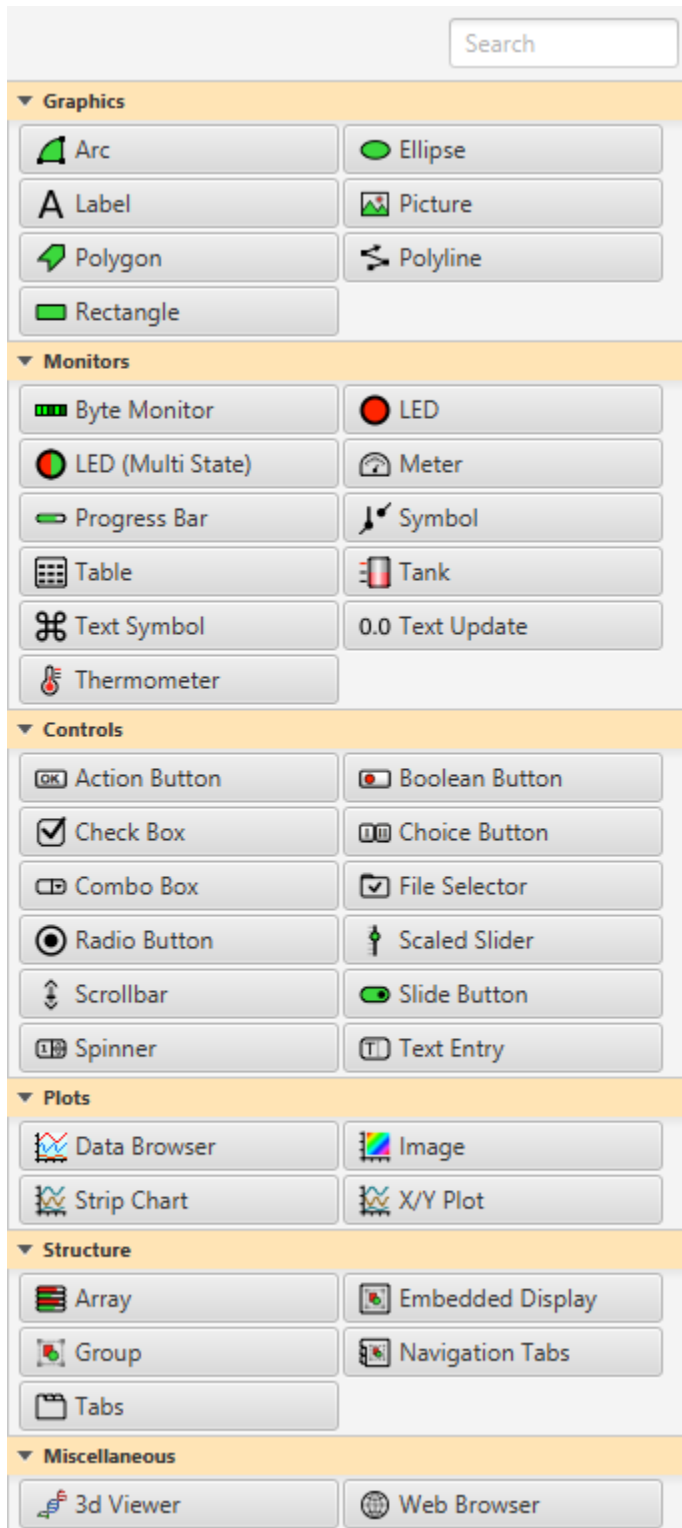 Search
Graphics
Arc Ellipse
A Label Picture
Polygon Polyline
Rectangle
Monitors
Byte Monitor LED
LED (Multi State) Meter
Progress Bar Symbol
Table Tank
⌘ Text Symbol 0.0 Text Update
Thermometer
Controls
OK Action Button Boolean Button
Check Box Choice Button
Combo Box File Selector
Radio Button Scaled Slider
Scrollbar Slide Button
Spinner Text Entry
Plots
Data Browser Image
Strip Chart X/Y Plot
Structure
Array Embedded Display
Group Navigation Tabs
Tabs
Miscellaneous
3d Viewer Web Browser